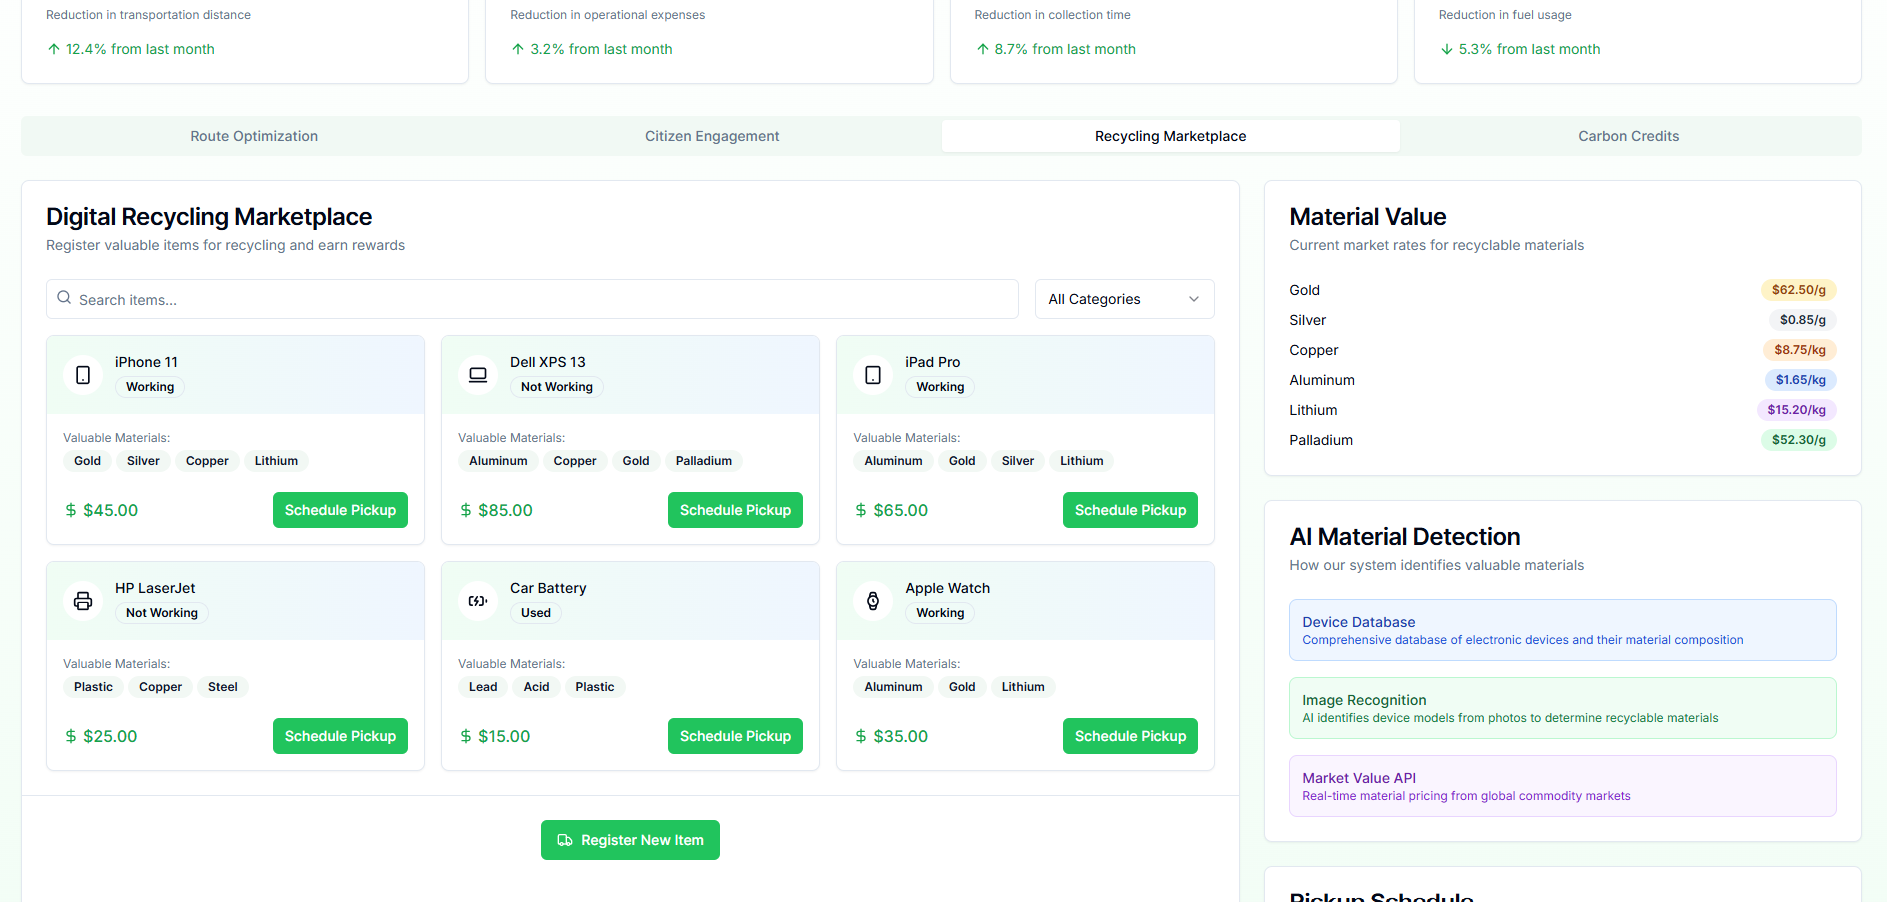 Reduction in transportation distance
↑ 12.4% from last month
Reduction in operational expenses
↑ 3.2% from last month
Reduction in collection time
↑ 8.7% from last month
Reduction in fuel usage
↓ 5.3% from last month
Route Optimization
Citizen Engagement
Recycling Marketplace
Carbon Credits
Digital Recycling Marketplace
Register valuable items for recycling and earn rewards
Search items...
All Categories
iPhone 11
Working
Valuable Materials:
Gold Silver Copper Lithium
$ $45.00
Schedule Pickup
Dell XPS 13
Not Working
Valuable Materials:
Aluminum Copper Gold Palladium
$ $85.00
Schedule Pickup
iPad Pro
Working
Valuable Materials:
Aluminum Gold Silver Lithium
$ $65.00
Schedule Pickup
HP LaserJet
Not Working
Valuable Materials:
Plastic Copper Steel
$ $25.00
Schedule Pickup
Car Battery
Used
Valuable Materials:
Lead Acid Plastic
$ $15.00
Schedule Pickup
Apple Watch
Working
Valuable Materials:
Aluminum Gold Lithium
$ $35.00
Schedule Pickup
Register New Item
Material Value
Current market rates for recyclable materials
Gold $62.50/g
Silver $0.85/g
Copper $8.75/kg
Aluminum $1.65/kg
Lithium $15.20/kg
Palladium $52.30/g
AI Material Detection
How our system identifies valuable materials
Device Database
Comprehensive database of electronic devices and their material composition
Image Recognition
AI identifies device models from photos to determine recyclable materials
Market Value API
Real-time material pricing from global commodity markets
Pickup Schedule